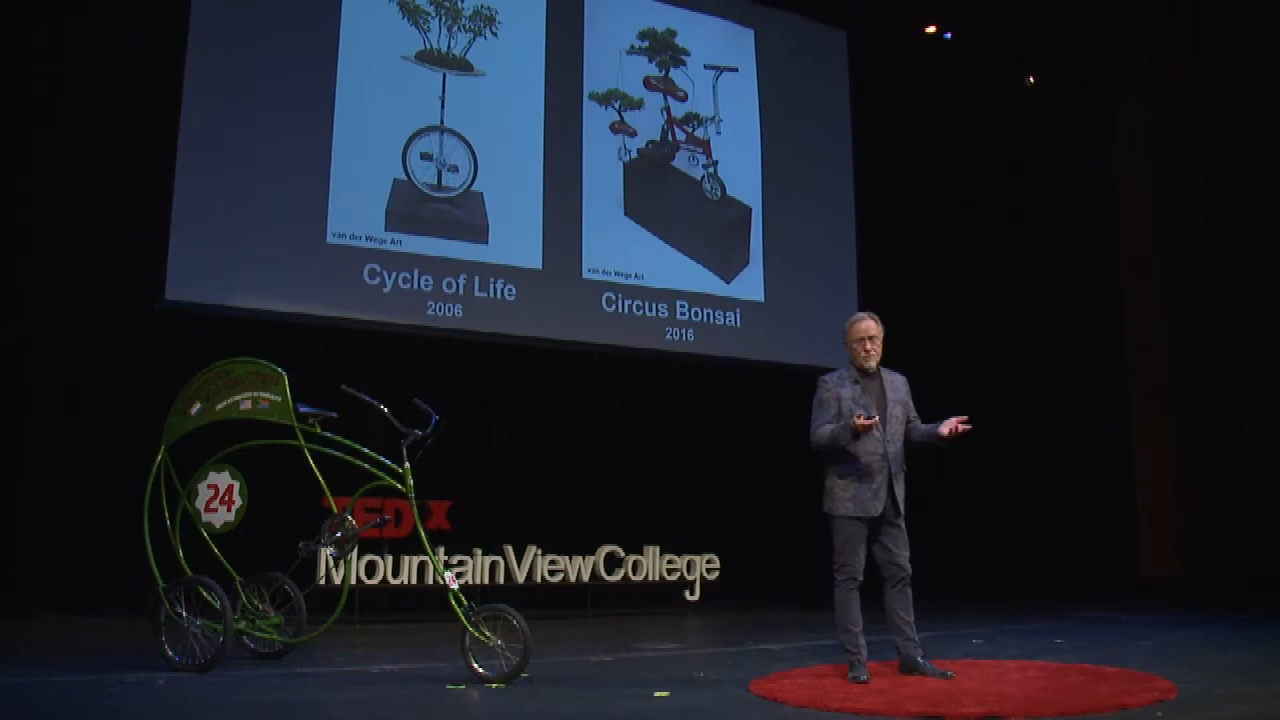 van der Wege Art
Cycle of Life
2006
van der Wege Art
Circus Bonsai
2016
24
TEDx
MountainViewCollege